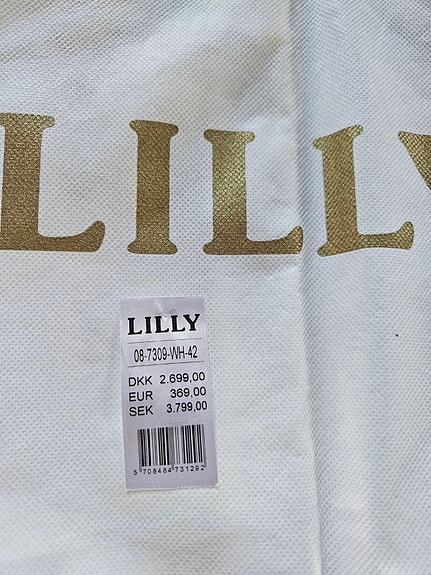 LILLY
LILLY
08-7309-WH-42
DKK 2.699,00
EUR 369,00
SEK 3.799,00
5 708484 731292